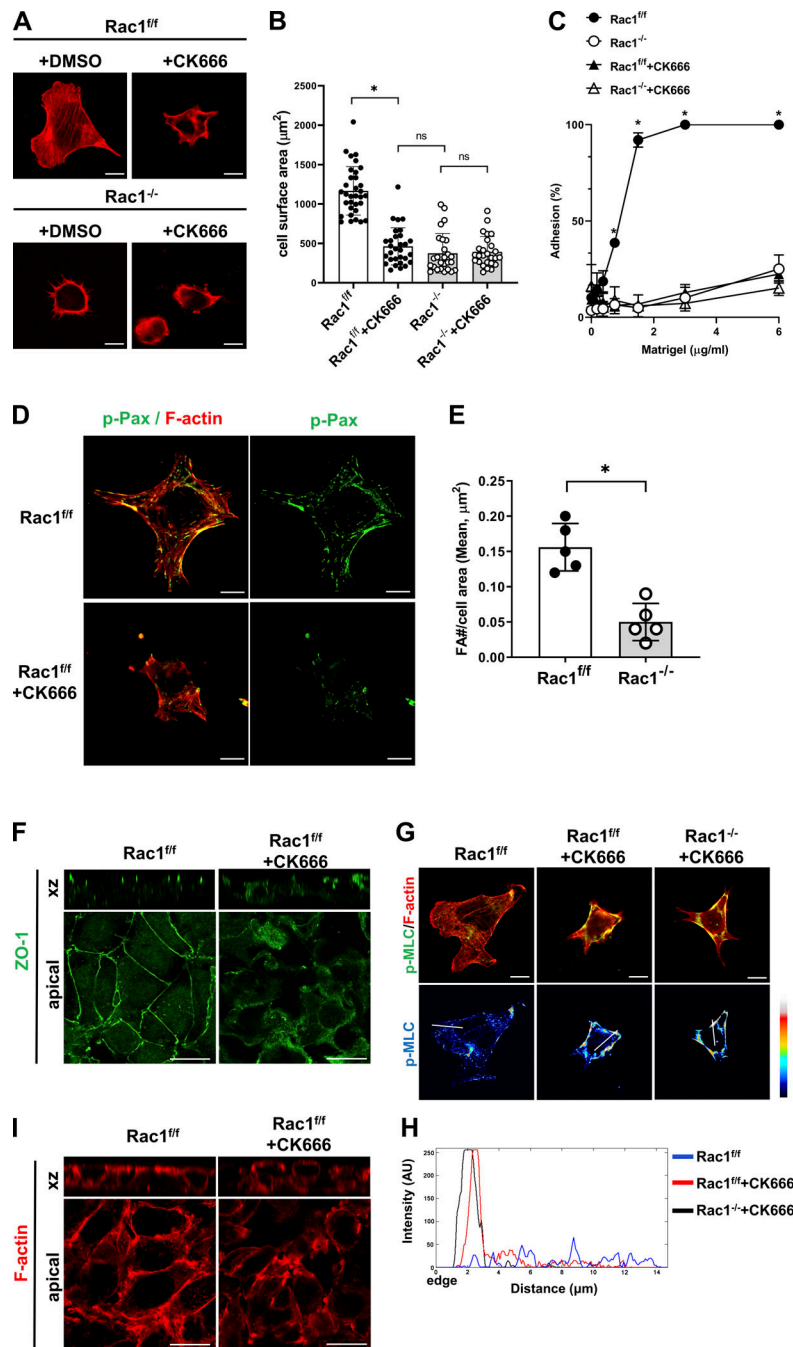 A
Rac1f/f
+DMSO +CK666
Rac1-/-
+DMSO +CK666
B
cell surface area (μm2)
2500
2000
1500
1000
500
0
* ns ns
Rac1f/f Rac1f/f+CK666 Rac1-/- Rac1-/-+CK666
C
Rac1f/f
Rac1-/-
Rac1f/f+CK666
Rac1-/-+CK666
Adhesion (%)
100
50
0
* * * *
0 2 4 6
Matrigel (μg/ml)
D
p-Pax / F-actin p-Pax
Rac1f/f
Rac1f/f
+CK666
E
FA#/cell area (Mean, μm2)
0.25
0.20
0.15
0.10
0.05
0.00
*
Rac1f/f Rac1-/-
F
Rac1f/f Rac1f/f
+CK666
ZO-1
xz
apical
G
Rac1f/f Rac1f/f
+CK666 Rac1-/-
+CK666
p-MLC/F-actin
p-MLC
I
Rac1f/f Rac1f/f
+CK666
F-actin
xz
apical
H
Rac1f/f
Rac1f/f+CK666
Rac1-/-+CK666
Intensity (AU)
250
200
150
100
50
0
0 2 4 6 8 10 12 14
edge
Distance (μm)